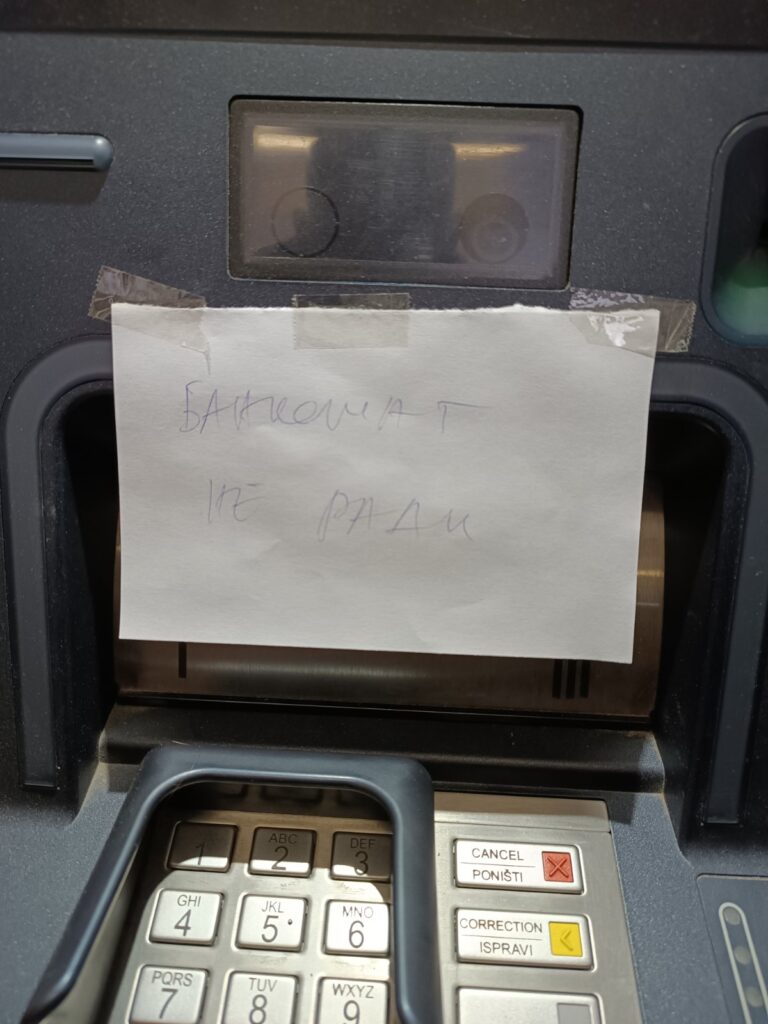 БАНКОМАТ
НЕ РАДИ
1
ABC
2
DEF
3
CANCEL
PONIŠTI
GHI
4
JKL
5
MNO
6
CORRECTION
ISPRAVI
PQRS
7
TUV
8
WXYZ
9